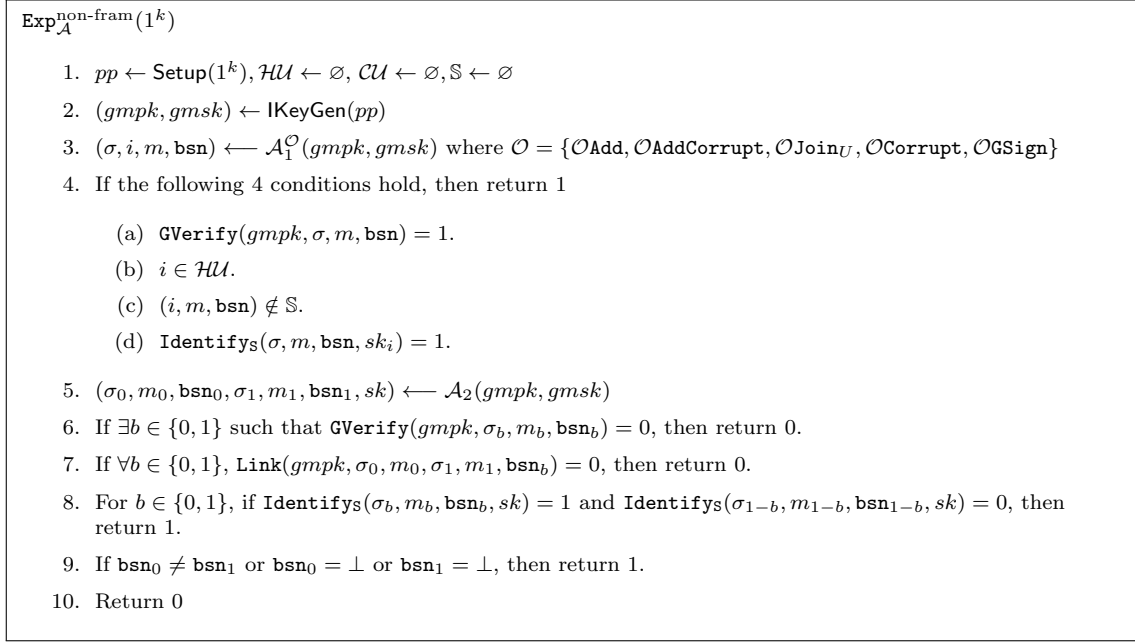 Exp_A^{non-fram}(1^k)
1. pp ← Setup(1^k), HU ← ∅, CU ← ∅, 𝕊 ← ∅
2. (gmpk, gmsk) ← IKeyGen(pp)
3. (σ, i, m, bsn) ⟵ A_1^O(gmpk, gmsk) where O = {OAdd, OAddCorrupt, OJoin_U, OCorrupt, OGSign}
4. If the following 4 conditions hold, then return 1
(a) GVerify(gmpk, σ, m, bsn) = 1.
(b) i ∈ HU.
(c) (i, m, bsn) ∉ 𝕊.
(d) Identify_S(σ, m, bsn, sk_i) = 1.
5. (σ_0, m_0, bsn_0, σ_1, m_1, bsn_1, sk) ⟵ A_2(gmpk, gmsk)
6. If ∃b ∈ {0, 1} such that GVerify(gmpk, σ_b, m_b, bsn_b) = 0, then return 0.
7. If ∀b ∈ {0, 1}, Link(gmpk, σ_0, m_0, σ_1, m_1, bsn_b) = 0, then return 0.
8. For b ∈ {0, 1}, if Identify_S(σ_b, m_b, bsn_b, sk) = 1 and Identify_S(σ_{1−b}, m_{1−b}, bsn_{1−b}, sk) = 0, then
return 1.
9. If bsn_0 ≠ bsn_1 or bsn_0 = ⊥ or bsn_1 = ⊥, then return 1.
10. Return 0